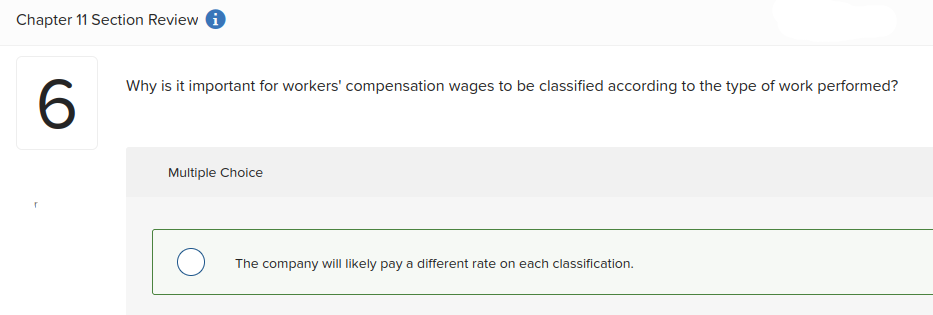 Chapter 11 Section Review i
6
Why is it important for workers' compensation wages to be classified according to the type of work performed?
Multiple Choice
The company will likely pay a different rate on each classification.